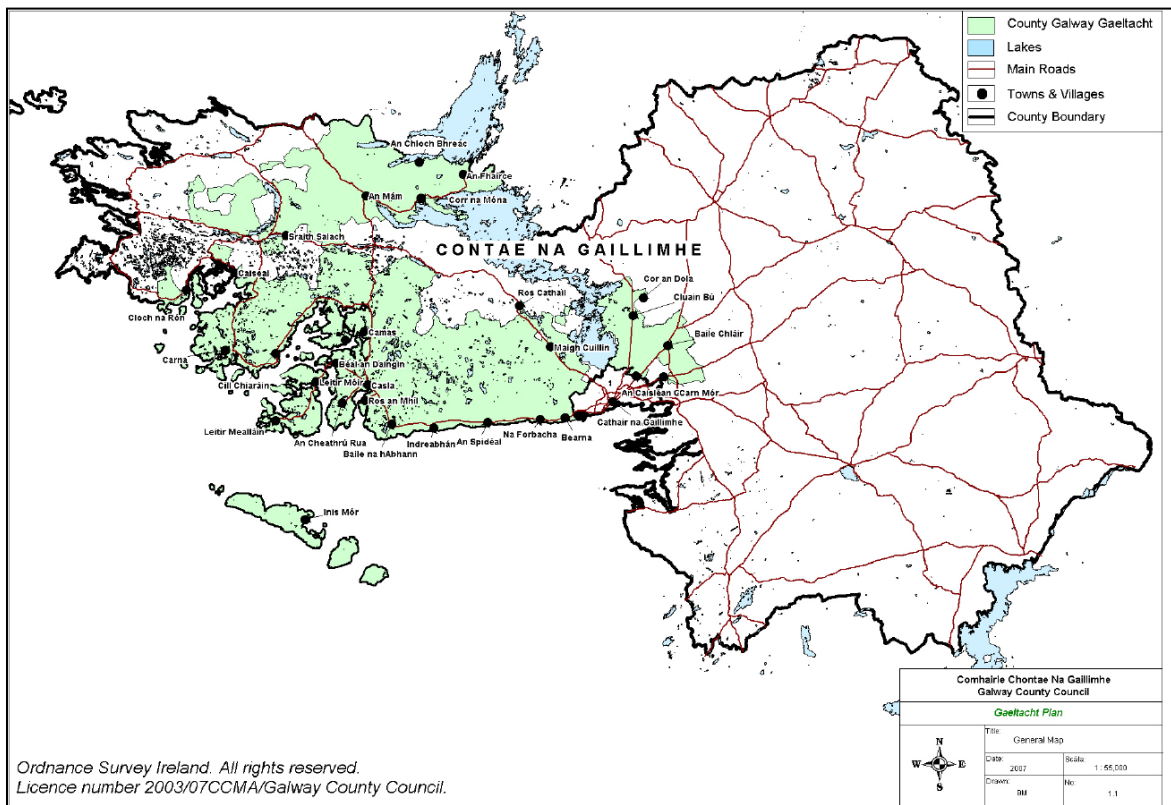 County Galway Gaeltacht
Lakes
Main Roads
Towns & Villages
County Boundary
An Chloch Bhreac
An Fhairce
An Mám
Corr na Móna
Sraith Salach
CONTAE NA GAILLIMHE
Caiseal
Cor an Dola
Cluain Bú
Ros Cathail
Cloch na Rón
Baile Chláir
Camas
Maigh Cuillin
Carna
Béal an Daingin
Cill Chiaráin
Leitir Móir
Casla
An Caisleán C
Carn Mór
Ros an Mhíl
Cathair na Gaillimhe
Leitir Mealláin
An Cheathrú Rua
Indreabhán
An Spidéal
Na Forbacha
Bearna
Baile na hAbhann
Inis Mór
Comhairle Chontae Na Gaillimhe
Galway County Council
Gaeltacht Plan
N
W
E
S
Title:
General Map
Date:
2007
Scála:
1 : 55,000
Drawn:
BM
No:
1.1
Ordnance Survey Ireland. All rights reserved.
Licence number 2003/07CCMA/Galway County Council.